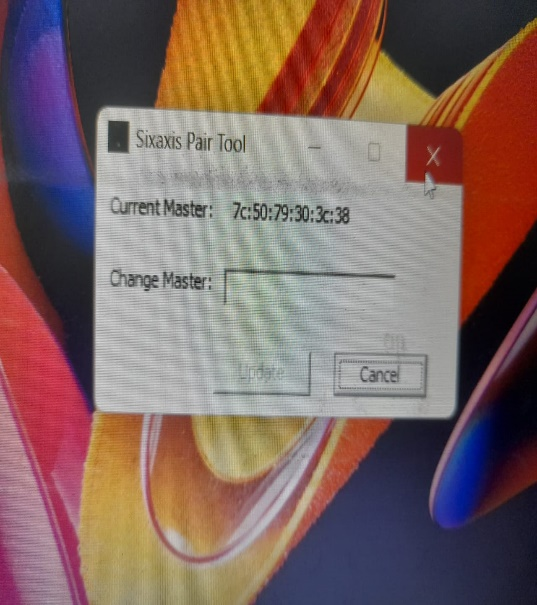 Sixaxis Pair Tool
Current Master: 7c:50:79:30:3c:38
Change Master:
Update Cancel